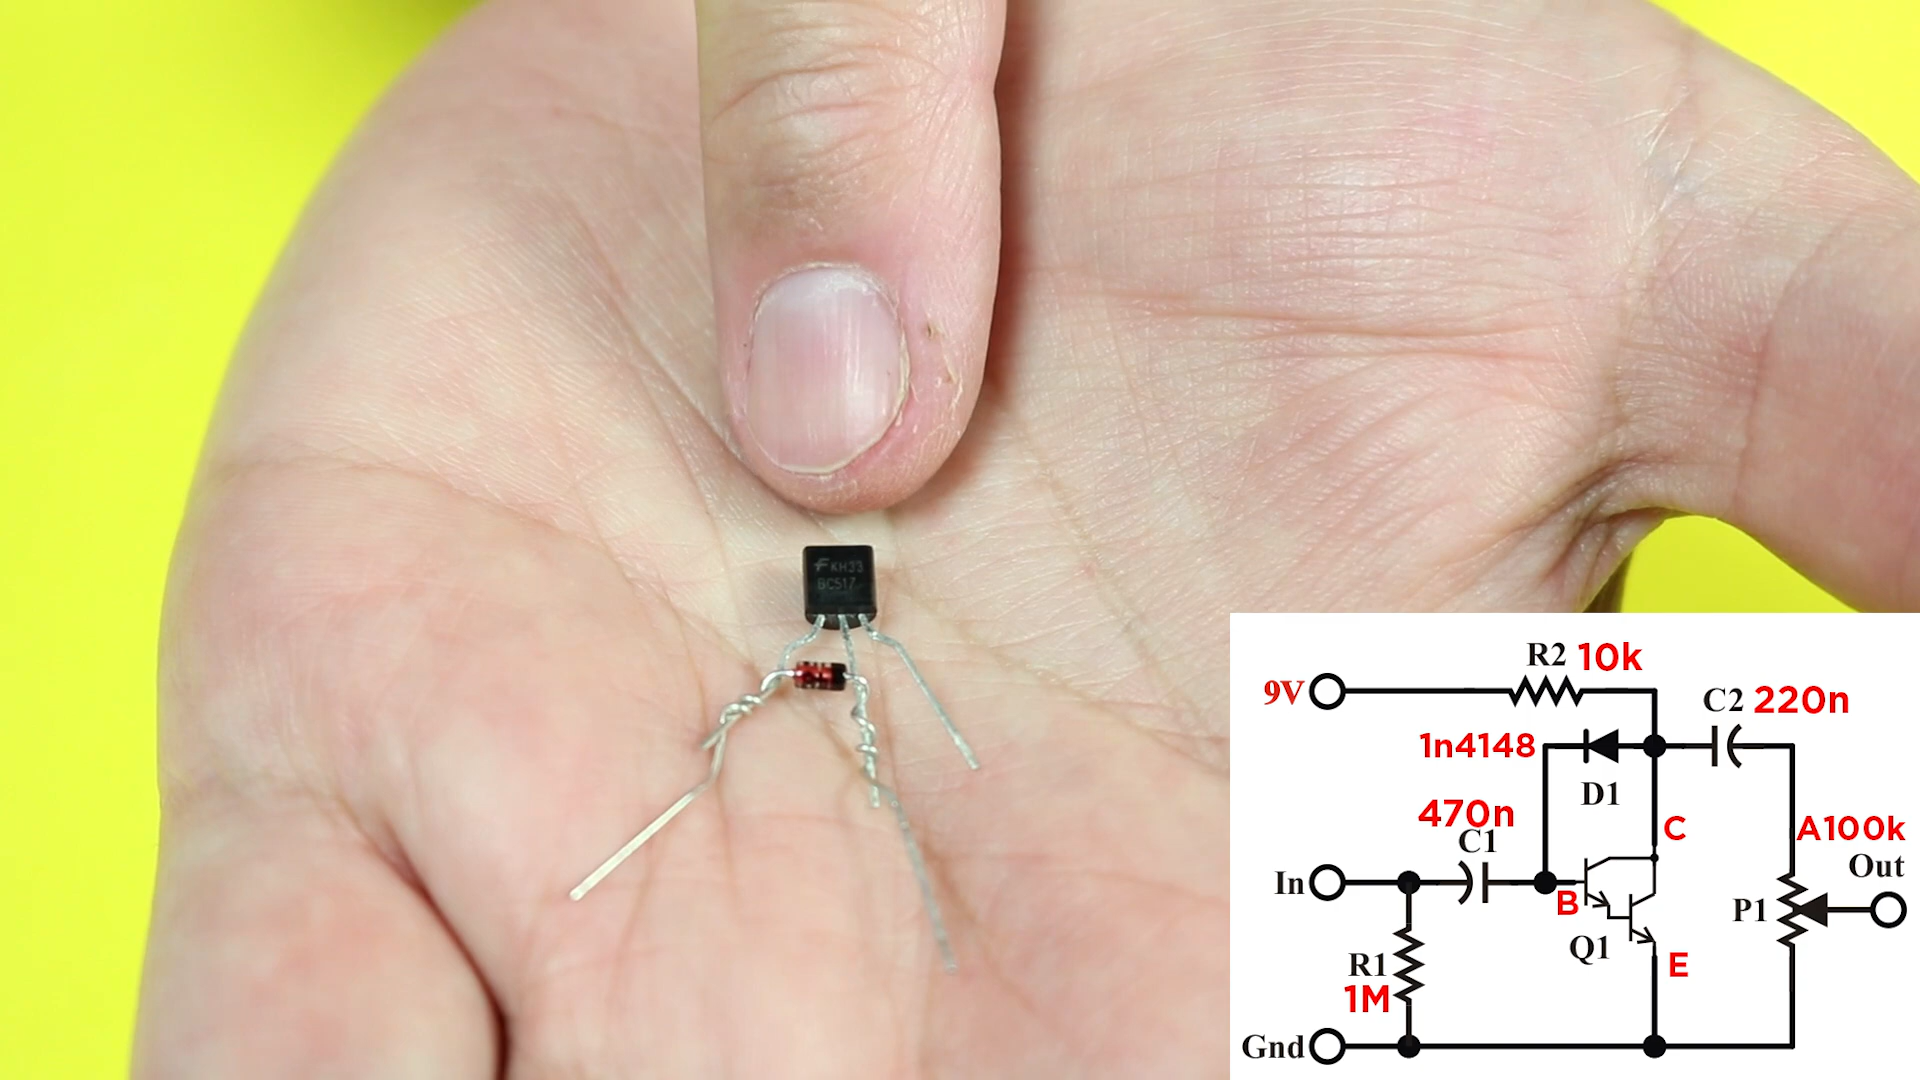 KH33
BC517
R2 10k
9V
C2 220n
1n4148
D1
470n
C1
C
A100k
Out
In
B
P1
Q1
R1
E
1M
Gnd